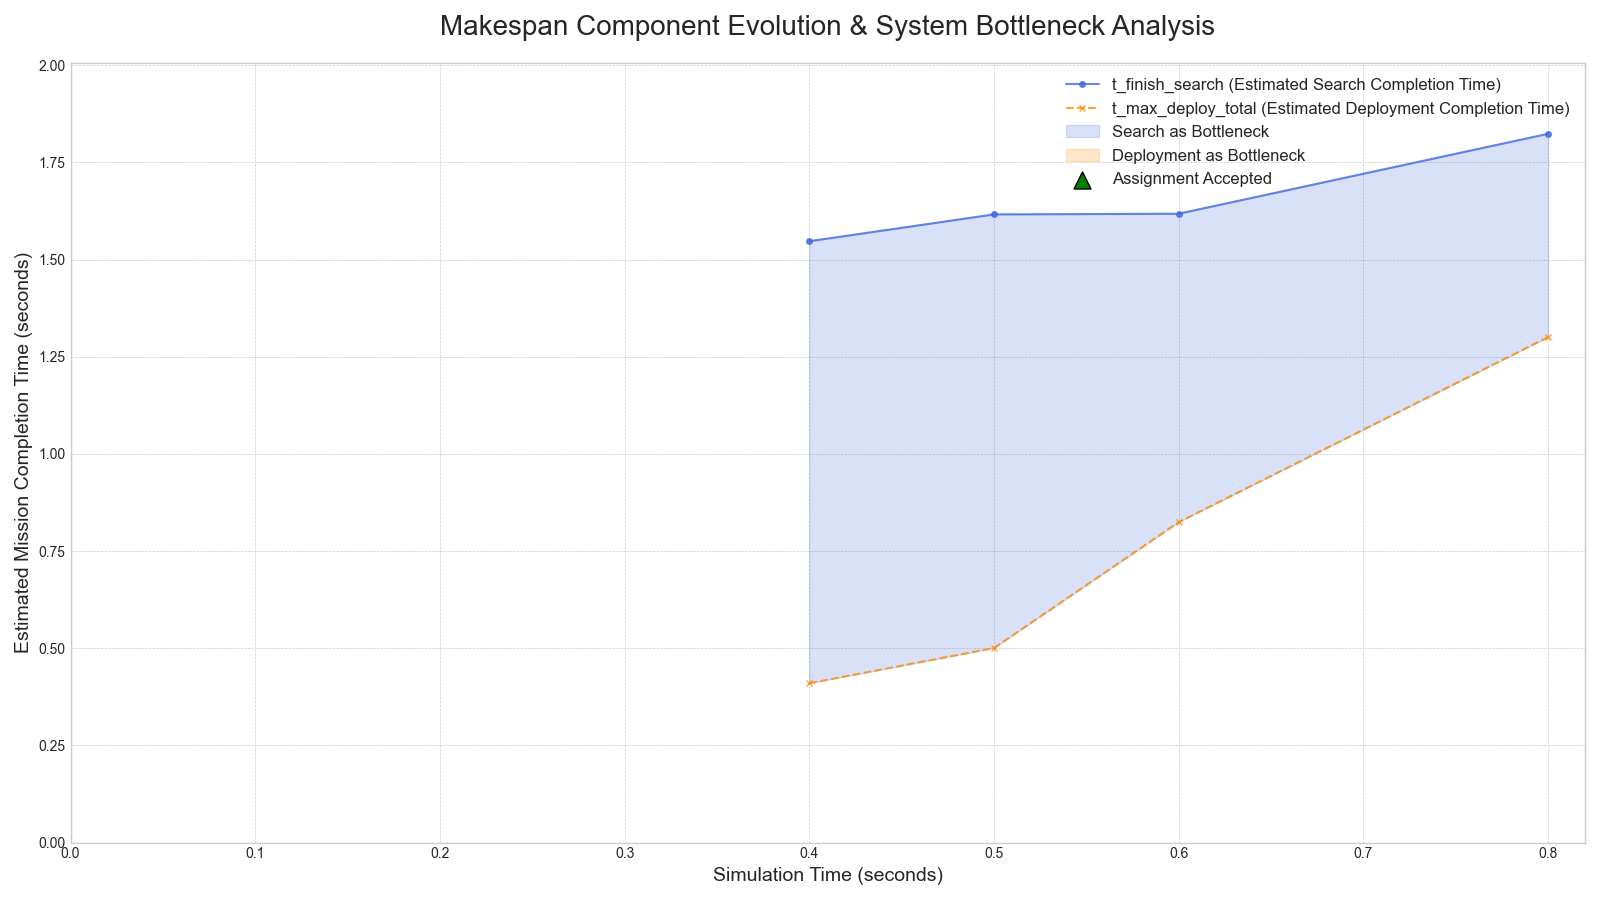 Makespan Component Evolution & System Bottleneck Analysis
t_finish_search (Estimated Search Completion Time)
t_max_deploy_total (Estimated Deployment Completion Time)
Search as Bottleneck
Deployment as Bottleneck
Assignment Accepted
Estimated Mission Completion Time (seconds)
2.00
1.75
1.50
1.25
1.00
0.75
0.50
0.25
0.00
0.0 0.1 0.2 0.3 0.4 0.5 0.6 0.7 0.8
Simulation Time (seconds)